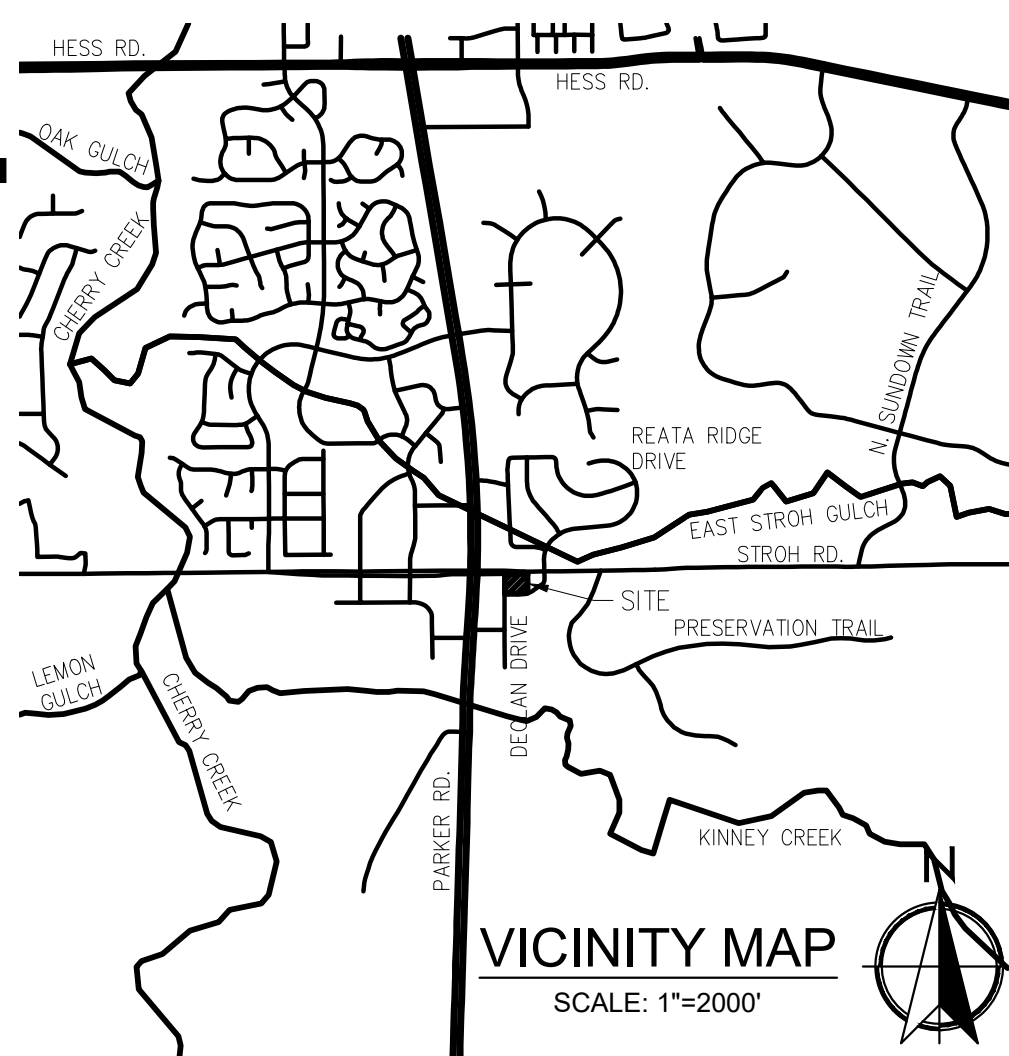 HESS RD.
HESS RD.
OAK GULCH
CHERRY CREEK
N. SUNDOWN TRAIL
REATA RIDGE
DRIVE
EAST STROH GULCH
STROH RD.
SITE
PRESERVATION TRAIL
DECLAN DRIVE
LEMON
GULCH
CHERRY CREEK
PARKER RD.
KINNEY CREEK
N
VICINITY MAP
SCALE: 1"=2000'